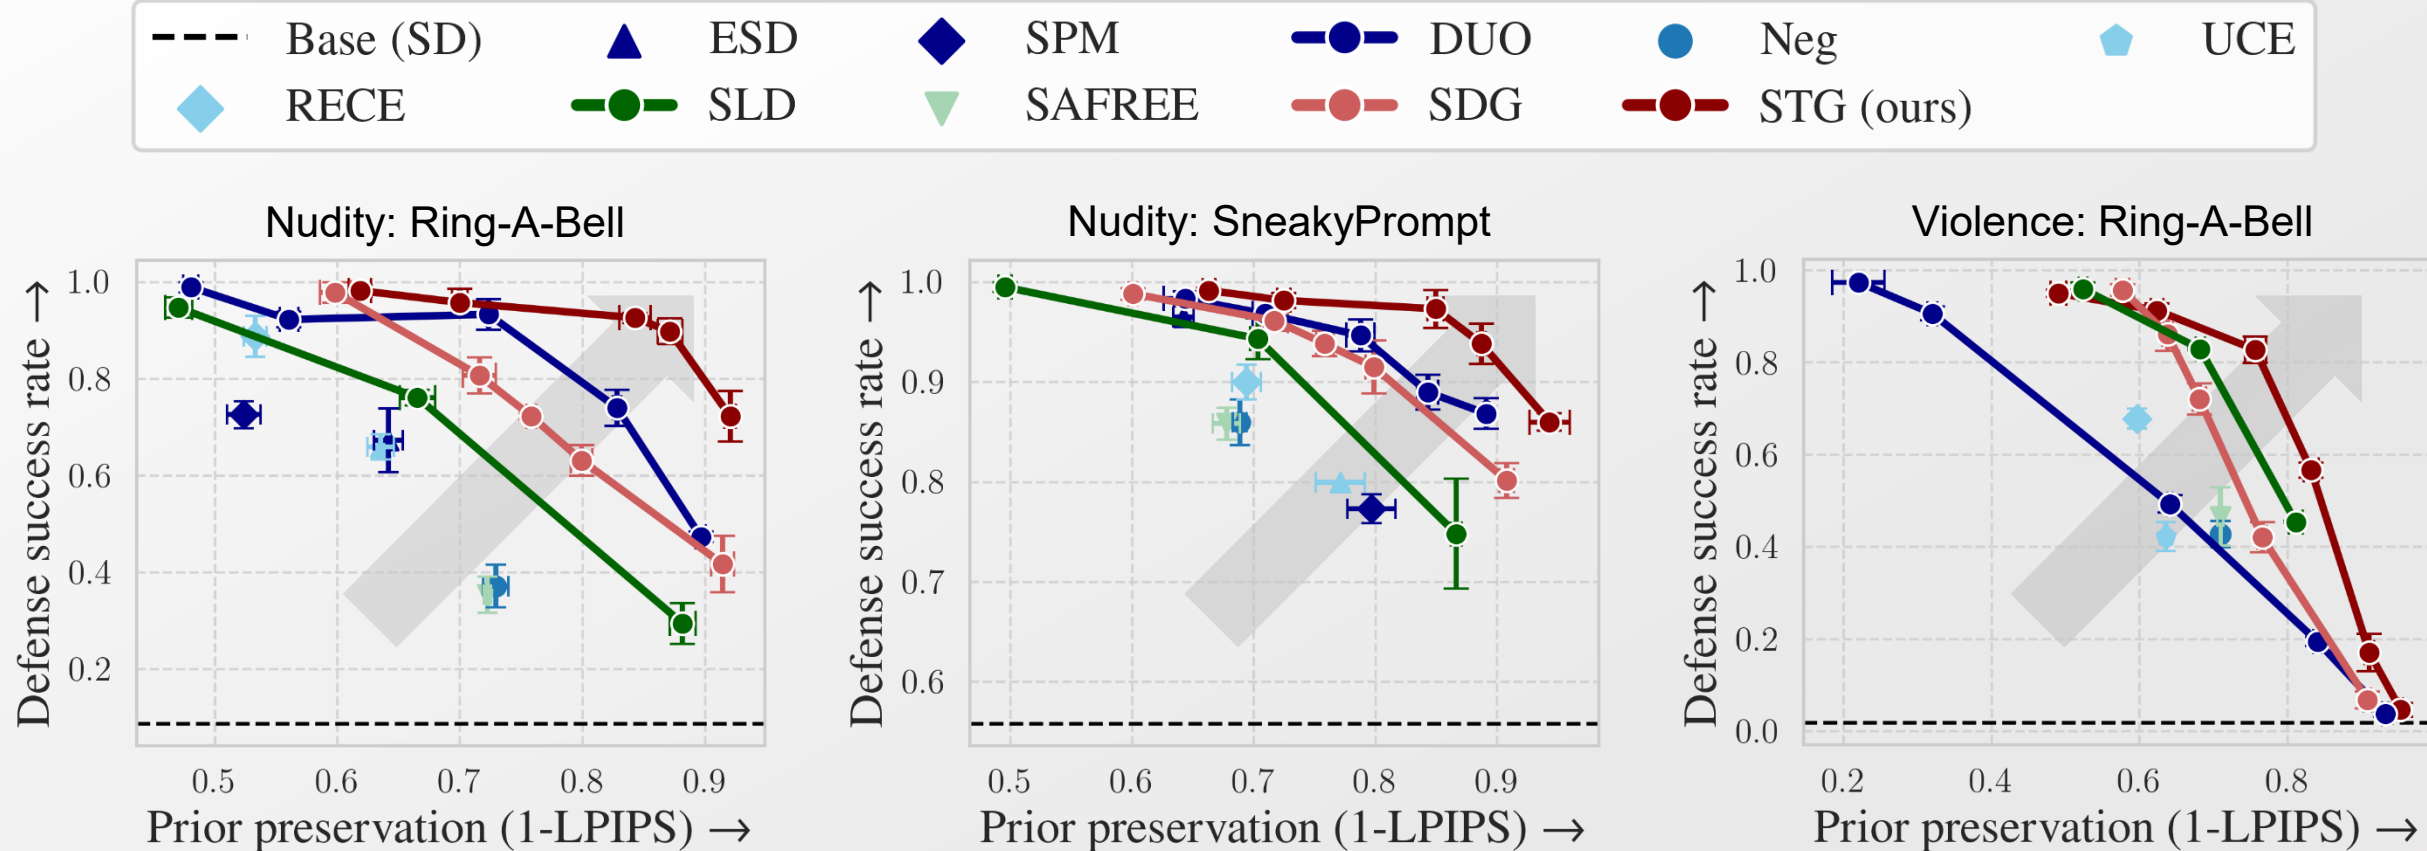 Base (SD) ESD SPM DUO Neg UCE
RECE SLD SAFREE SDG STG (ours)
Nudity: Ring-A-Bell
Defense success rate →
1.0
0.8
0.6
0.4
0.2
0.5 0.6 0.7 0.8 0.9
Prior preservation (1-LPIPS) →
Nudity: SneakyPrompt
Defense success rate →
1.0
0.9
0.8
0.7
0.6
0.5 0.6 0.7 0.8 0.9
Prior preservation (1-LPIPS) →
Violence: Ring-A-Bell
Defense success rate →
1.0
0.8
0.6
0.4
0.2
0.0
0.2 0.4 0.6 0.8
Prior preservation (1-LPIPS) →